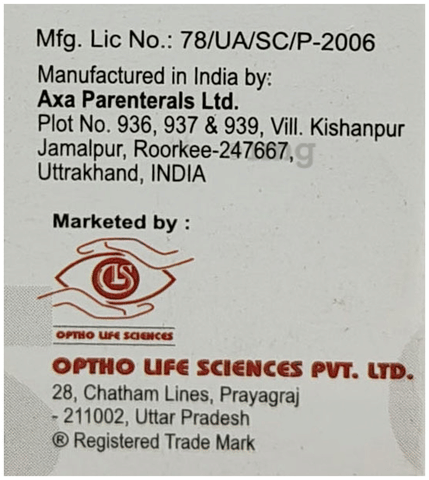 Mfg. Lic No.: 78/UA/SC/P-2006
Manufactured in India by:
Axa Parenterals Ltd.
Plot No. 936, 937 & 939, Vill. Kishanpur
Jamalpur, Roorkee-247667,
Uttrakhand, INDIA
Marketed by :
OLS
OPTHO LIFE SCIENCES
OPTHO LIFE SCIENCES PVT. LTD.
28, Chatham Lines, Prayagraj
- 211002, Uttar Pradesh
® Registered Trade Mark